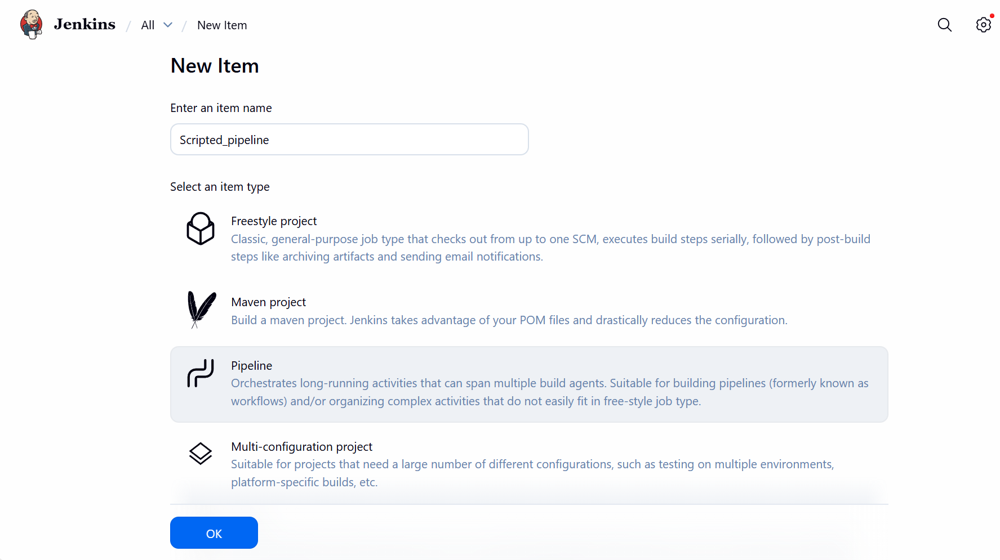 Jenkins / All / New Item
New Item
Enter an item name
Scripted_pipeline
Select an item type
Freestyle project
Classic, general-purpose job type that checks out from up to one SCM, executes build steps serially, followed by post-build
steps like archiving artifacts and sending email notifications.
Maven project
Build a maven project. Jenkins takes advantage of your POM files and drastically reduces the configuration.
Pipeline
Orchestrates long-running activities that can span multiple build agents. Suitable for building pipelines (formerly known as
workflows) and/or organizing complex activities that do not easily fit in free-style job type.
Multi-configuration project
Suitable for projects that need a large number of different configurations, such as testing on multiple environments,
platform-specific builds, etc.
OK